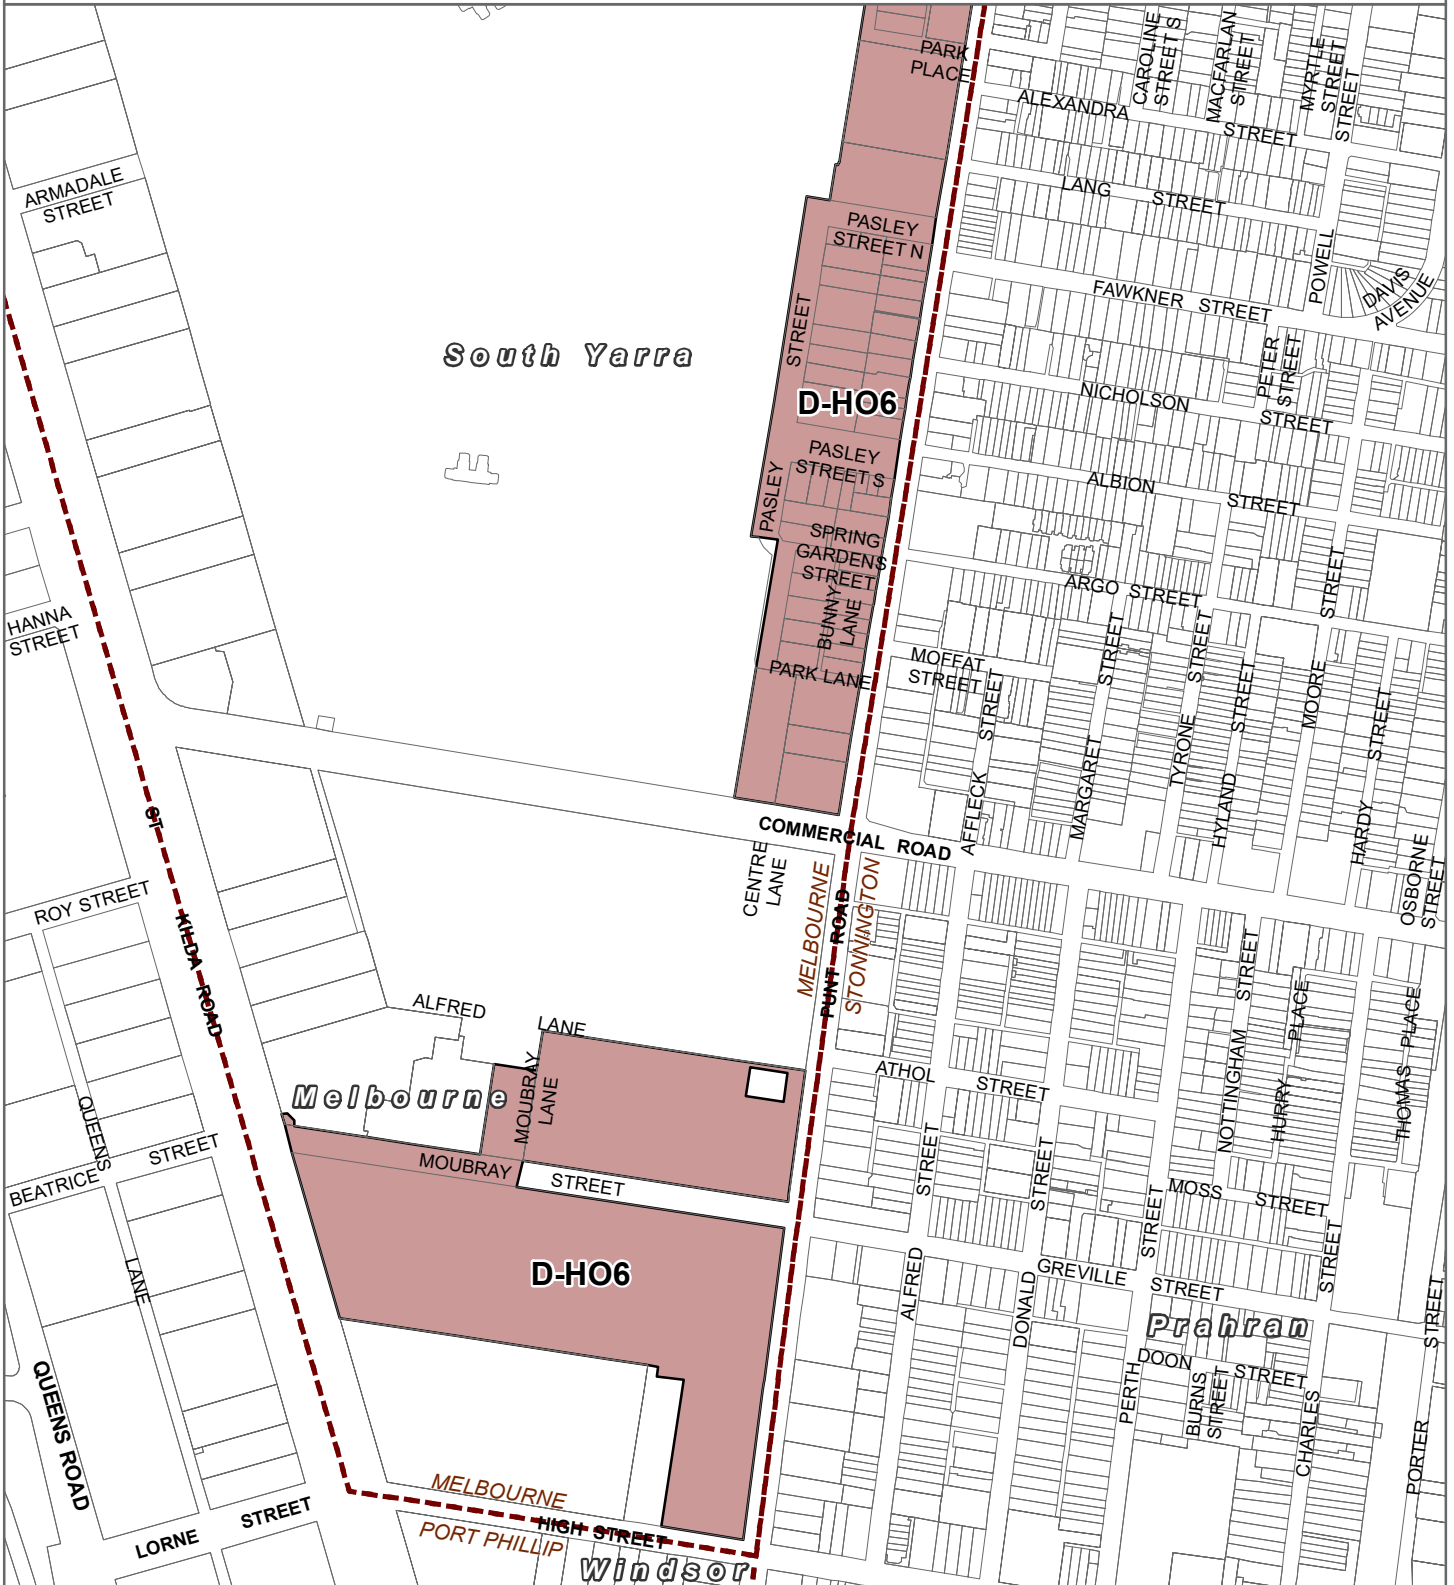 PARK
PLACE
CAROLINE
STREET S
MACFARLAN
STREET
MYRTLE
STREET
STREET
ALEXANDRA
STREET
ARMADALE
STREET
LANG STREET
PASLEY
STREET N
POWELL
DAVIS
AVENUE
FAWKNER STREET
STREET
South Yarra
PETER
STREET
D-HO6
NICHOLSON
STREET
PASLEY
STREET S
PASLEY
ALBION
STREET
SPRING
GARDENS
STREET
STREET
ARGO STREET
BUNNY
LANE
HANNA
STREET
STREET
STREET
MOFFAT
STREET
STREET
STREET
MOORE
STREET
PARK LANE
TYRONE
MARGARET
AFFLECK
HYLAND
HARDY
ST
COMMERCIAL ROAD
OSBORNE
STREET
CENTRE
LANE
MELBOURNE
STONNINGTON
PUNT ROAD
ROY STREET
KILDA ROAD
STREET
PLACE
PLACE
ALFRED
LANE
NOTTINGHAM
ATHOL
STREET
MOUBRAY
LANE
Melbourne
HURRY
THOMAS
QUEENS
STREET
STREET
STREET
BEATRICE
MOUBRAY
STREET
MOSS STREET
STREET
STREET
LANE
D-HO6
ALFRED
DONALD
GREVILLE
STREET
STREET
Prahran
DOON
STREET
PERTH
BURNS
STREET
CHARLES
PORTER
QUEENS ROAD
MELBOURNE
HIGH STREET
PORT PHILLIP
LORNE STREET
Windsor